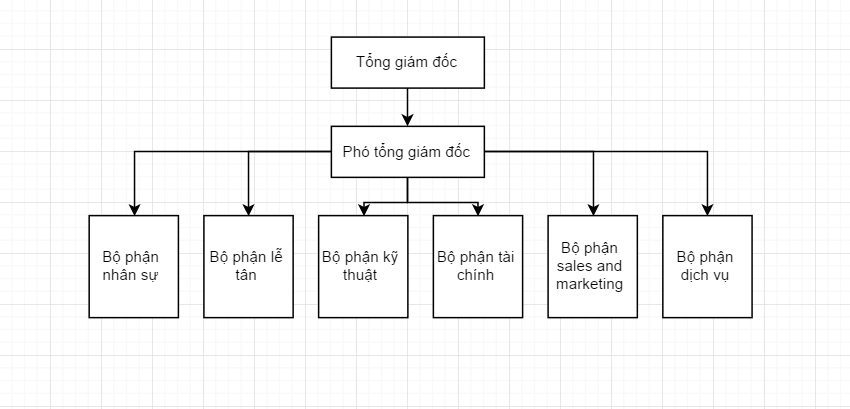 Tổng giám đốc
Phó tổng giám đốc
Bộ phận
nhân sự
Bộ phận lễ
tân
Bộ phận kỹ
thuật
Bộ phận tài
chính
Bộ phận
sales and
marketing
Bộ phận
dịch vụ